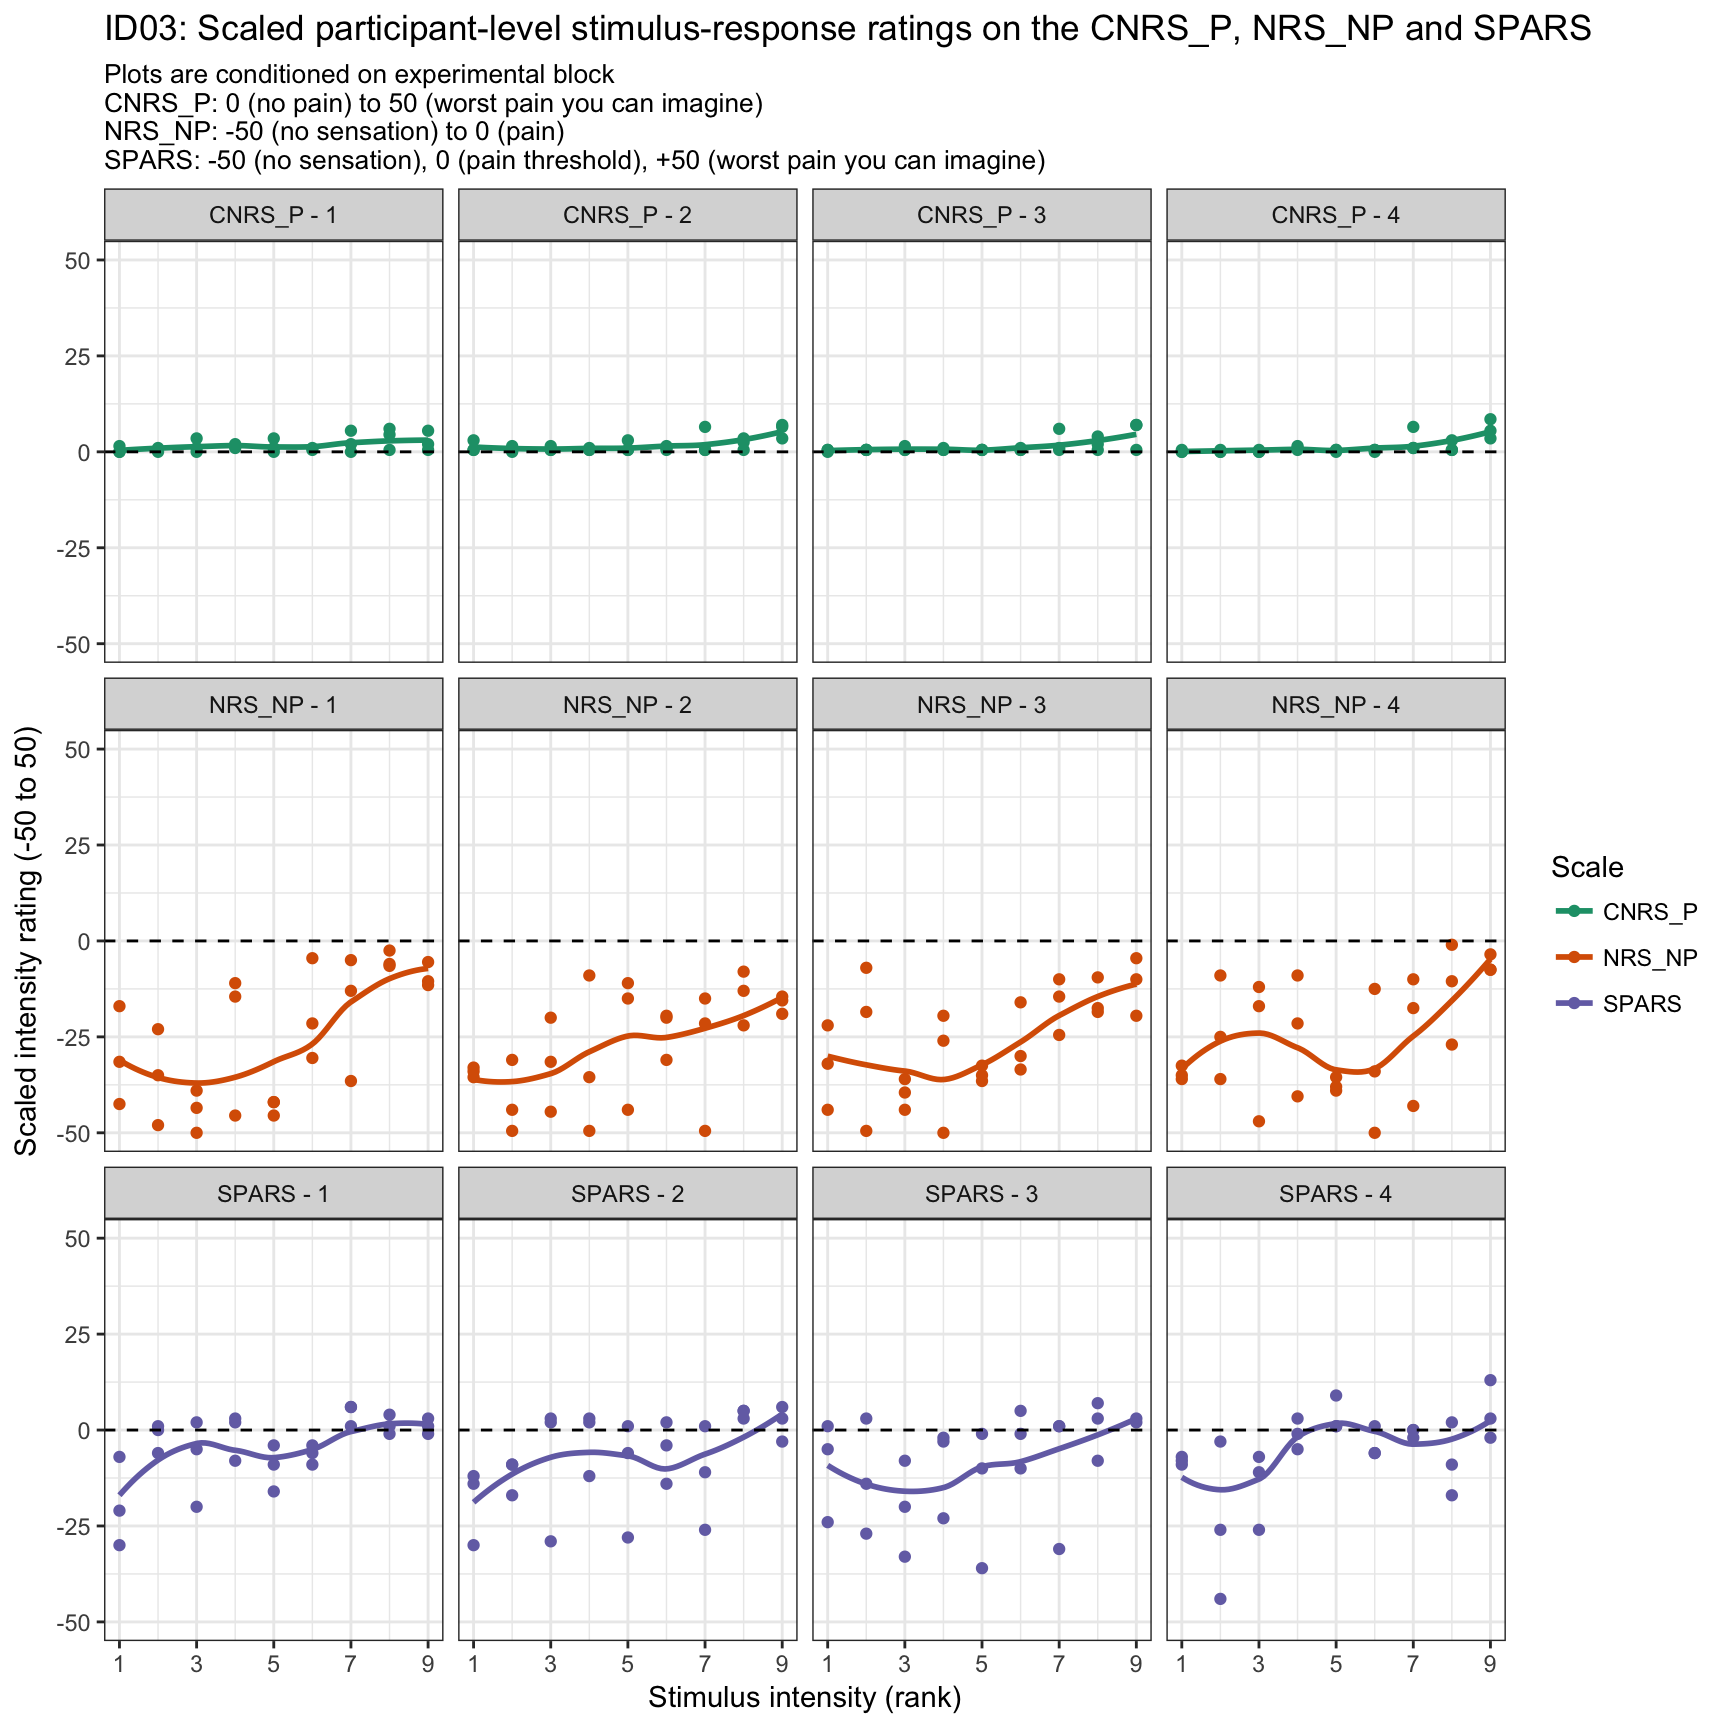 ID03: Scaled participant-level stimulus-response ratings on the CNRS_P, NRS_NP and SPARS
Plots are conditioned on experimental block
CNRS_P: 0 (no pain) to 50 (worst pain you can imagine)
NRS_NP: -50 (no sensation) to 0 (pain)
SPARS: -50 (no sensation), 0 (pain threshold), +50 (worst pain you can imagine)
CNRS_P - 1 CNRS_P - 2 CNRS_P - 3 CNRS_P - 4
50
25
0
-25
-50
NRS_NP - 1 NRS_NP - 2 NRS_NP - 3 NRS_NP - 4
50
25
0
-25
-50
SPARS - 1 SPARS - 2 SPARS - 3 SPARS - 4
50
25
0
-25
-50
1 3 5 7 9 1 3 5 7 9 1 3 5 7 9 1 3 5 7 9
Stimulus intensity (rank)
Scaled intensity rating (-50 to 50)
Scale
CNRS_P
NRS_NP
SPARS